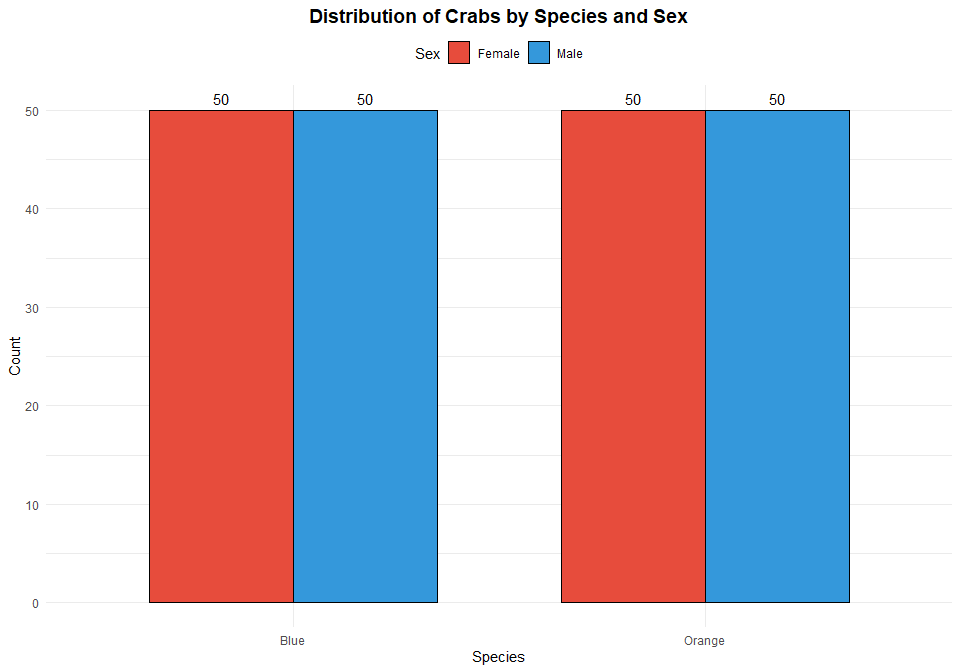 Distribution of Crabs by Species and Sex
Sex Female Male
50 50 50 50
50
40
30
20
10
0
Count
Blue Orange
Species